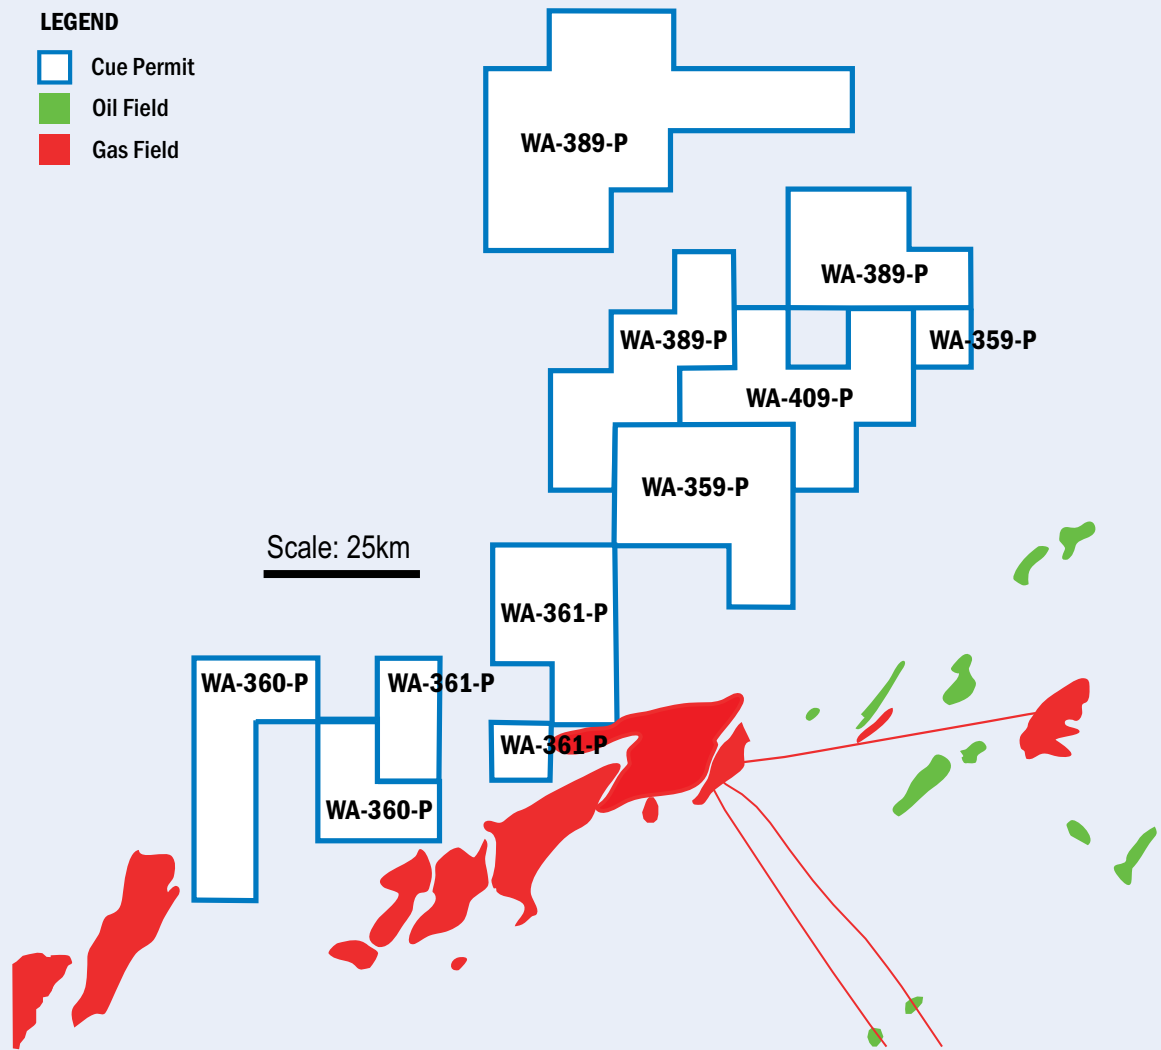 LEGEND
Cue Permit
Oil Field
Gas Field
WA-389-P
WA-389-P
WA-389-P
WA-359-P
WA-409-P
WA-359-P
Scale: 25km
WA-361-P
WA-360-P
WA-361-P
WA-361-P
WA-360-P